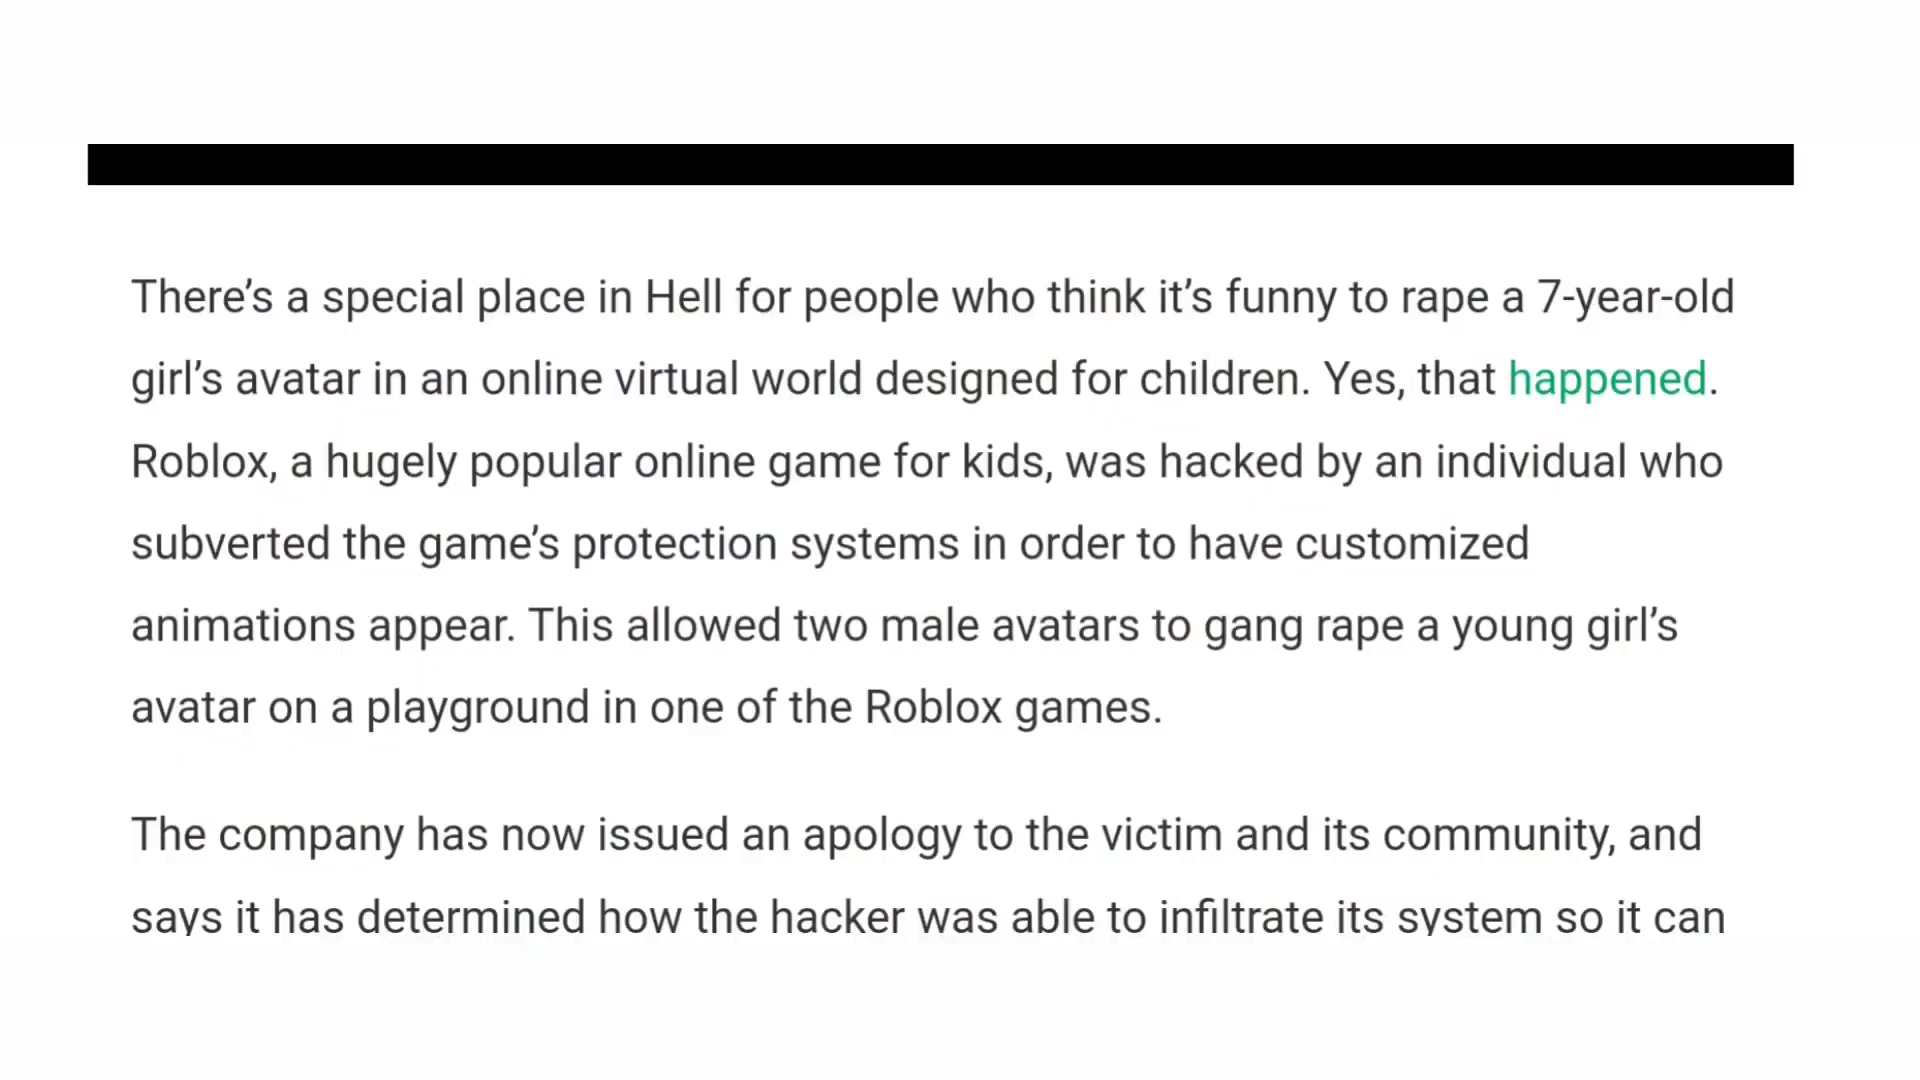 There’s a special place in Hell for people who think it’s funny to rape a 7-year-old
girl’s avatar in an online virtual world designed for children. Yes, that happened.
Roblox, a hugely popular online game for kids, was hacked by an individual who
subverted the game’s protection systems in order to have customized
animations appear. This allowed two male avatars to gang rape a young girl’s
avatar on a playground in one of the Roblox games.
The company has now issued an apology to the victim and its community, and
says it has determined how the hacker was able to infiltrate its system so it can